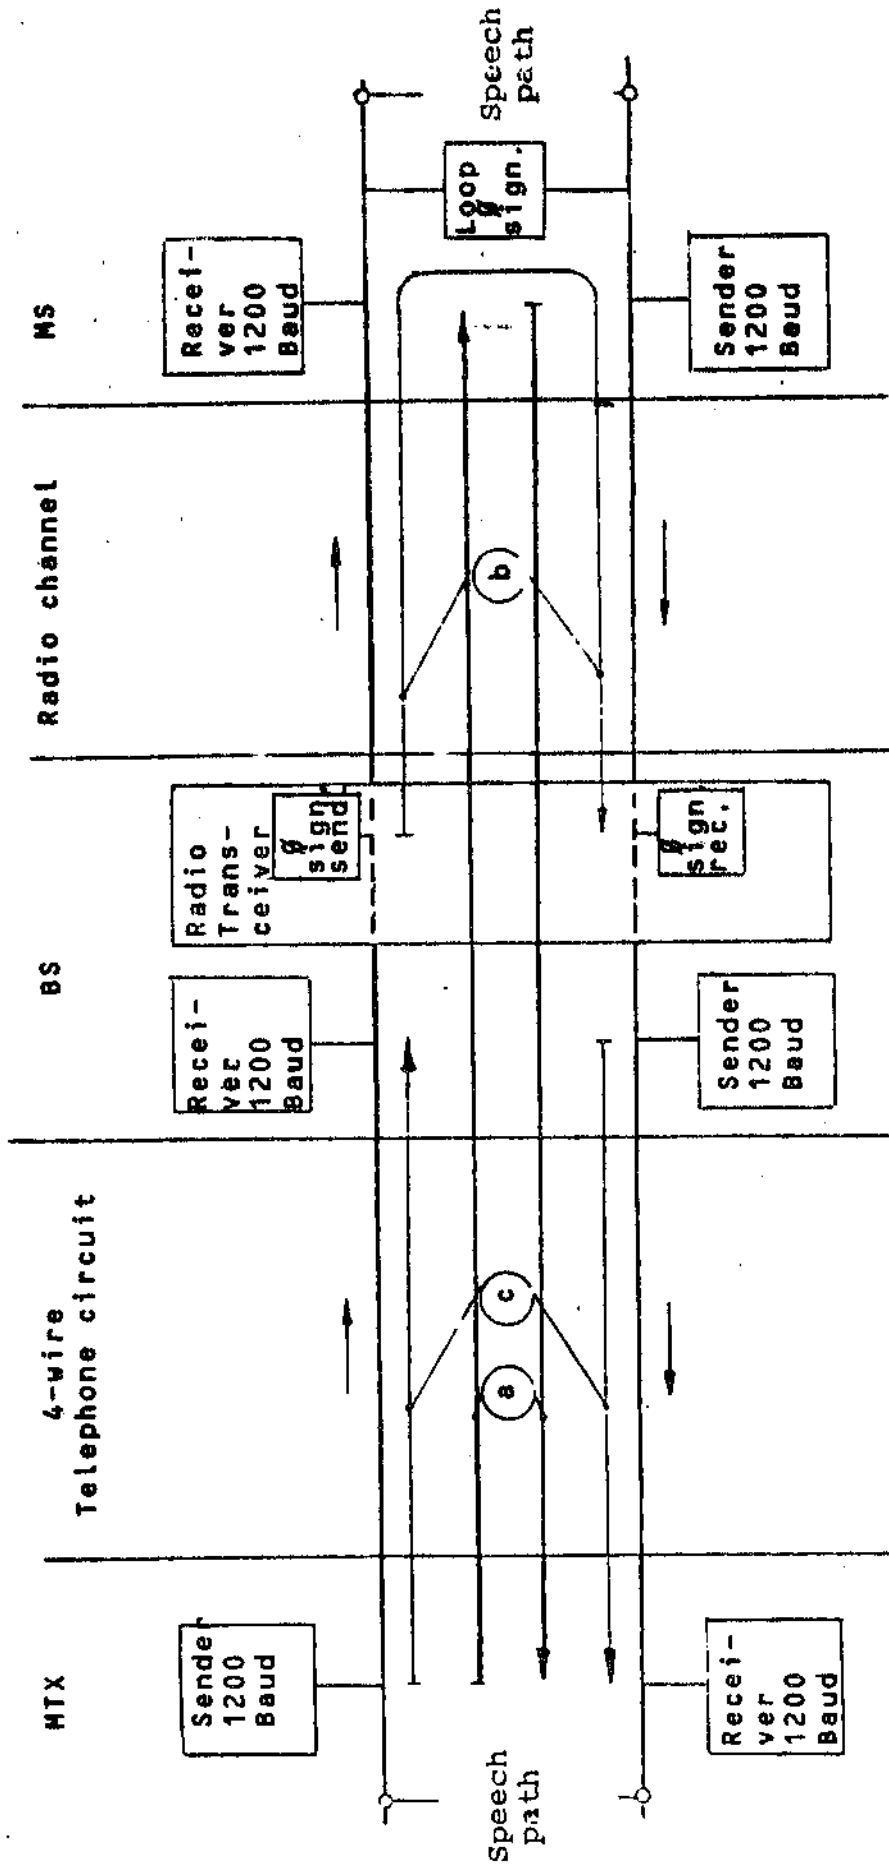 MTX
4-wire
Telephone circuit
BS
Radio channel
MS
Sender
1200
Baud
Recei-
ver
1200
Baud
Radio
Trans-
ceiver
Ø
sign
send
Recei-
ver
1200
Baud
Speech
path
a
c
b
Loop
Ø
sign.
Speech
path
Recei-
ver
1200
Baud
Sender
1200
Baud
Ø
sign.
rec.
Sender
1200
Baud